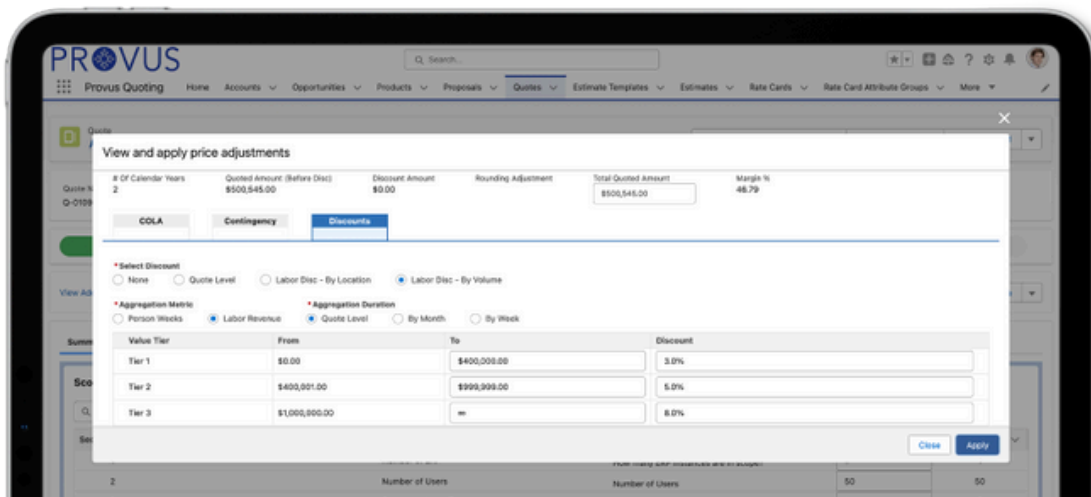 PROVUS
Search...
Provus Quoting Home Accounts Opportunities Products Proposals Quotes Estimate Templates Estimates Rate Cards Rate Card Attribute Groups More
Quote
View and apply price adjustments
# Of Calendar Years Quoted Amount (Before Disc) Discount Amount Rounding Adjustment Total Quoted Amount Margin %
2 $500,545.00 $0.00 $500,545.00 46.79
Q-0109
COLA Contingency Discounts
*Select Discount
None Quote Level Labor Disc - By Location Labor Disc - By Volume
View
*Aggregation Metric *Aggregation Duration
Person Weeks Labor Revenue Quote Level By Month By Week
Value Tier From To Discount
Tier 1 $0.00 $400,000.00 3.0%
Tier 2 $400,001.00 $999,999.00 5.0%
Tier 3 $1,000,000.00 ∞ 8.0%
Close Apply
2 Number of Users Number of Users 50 50